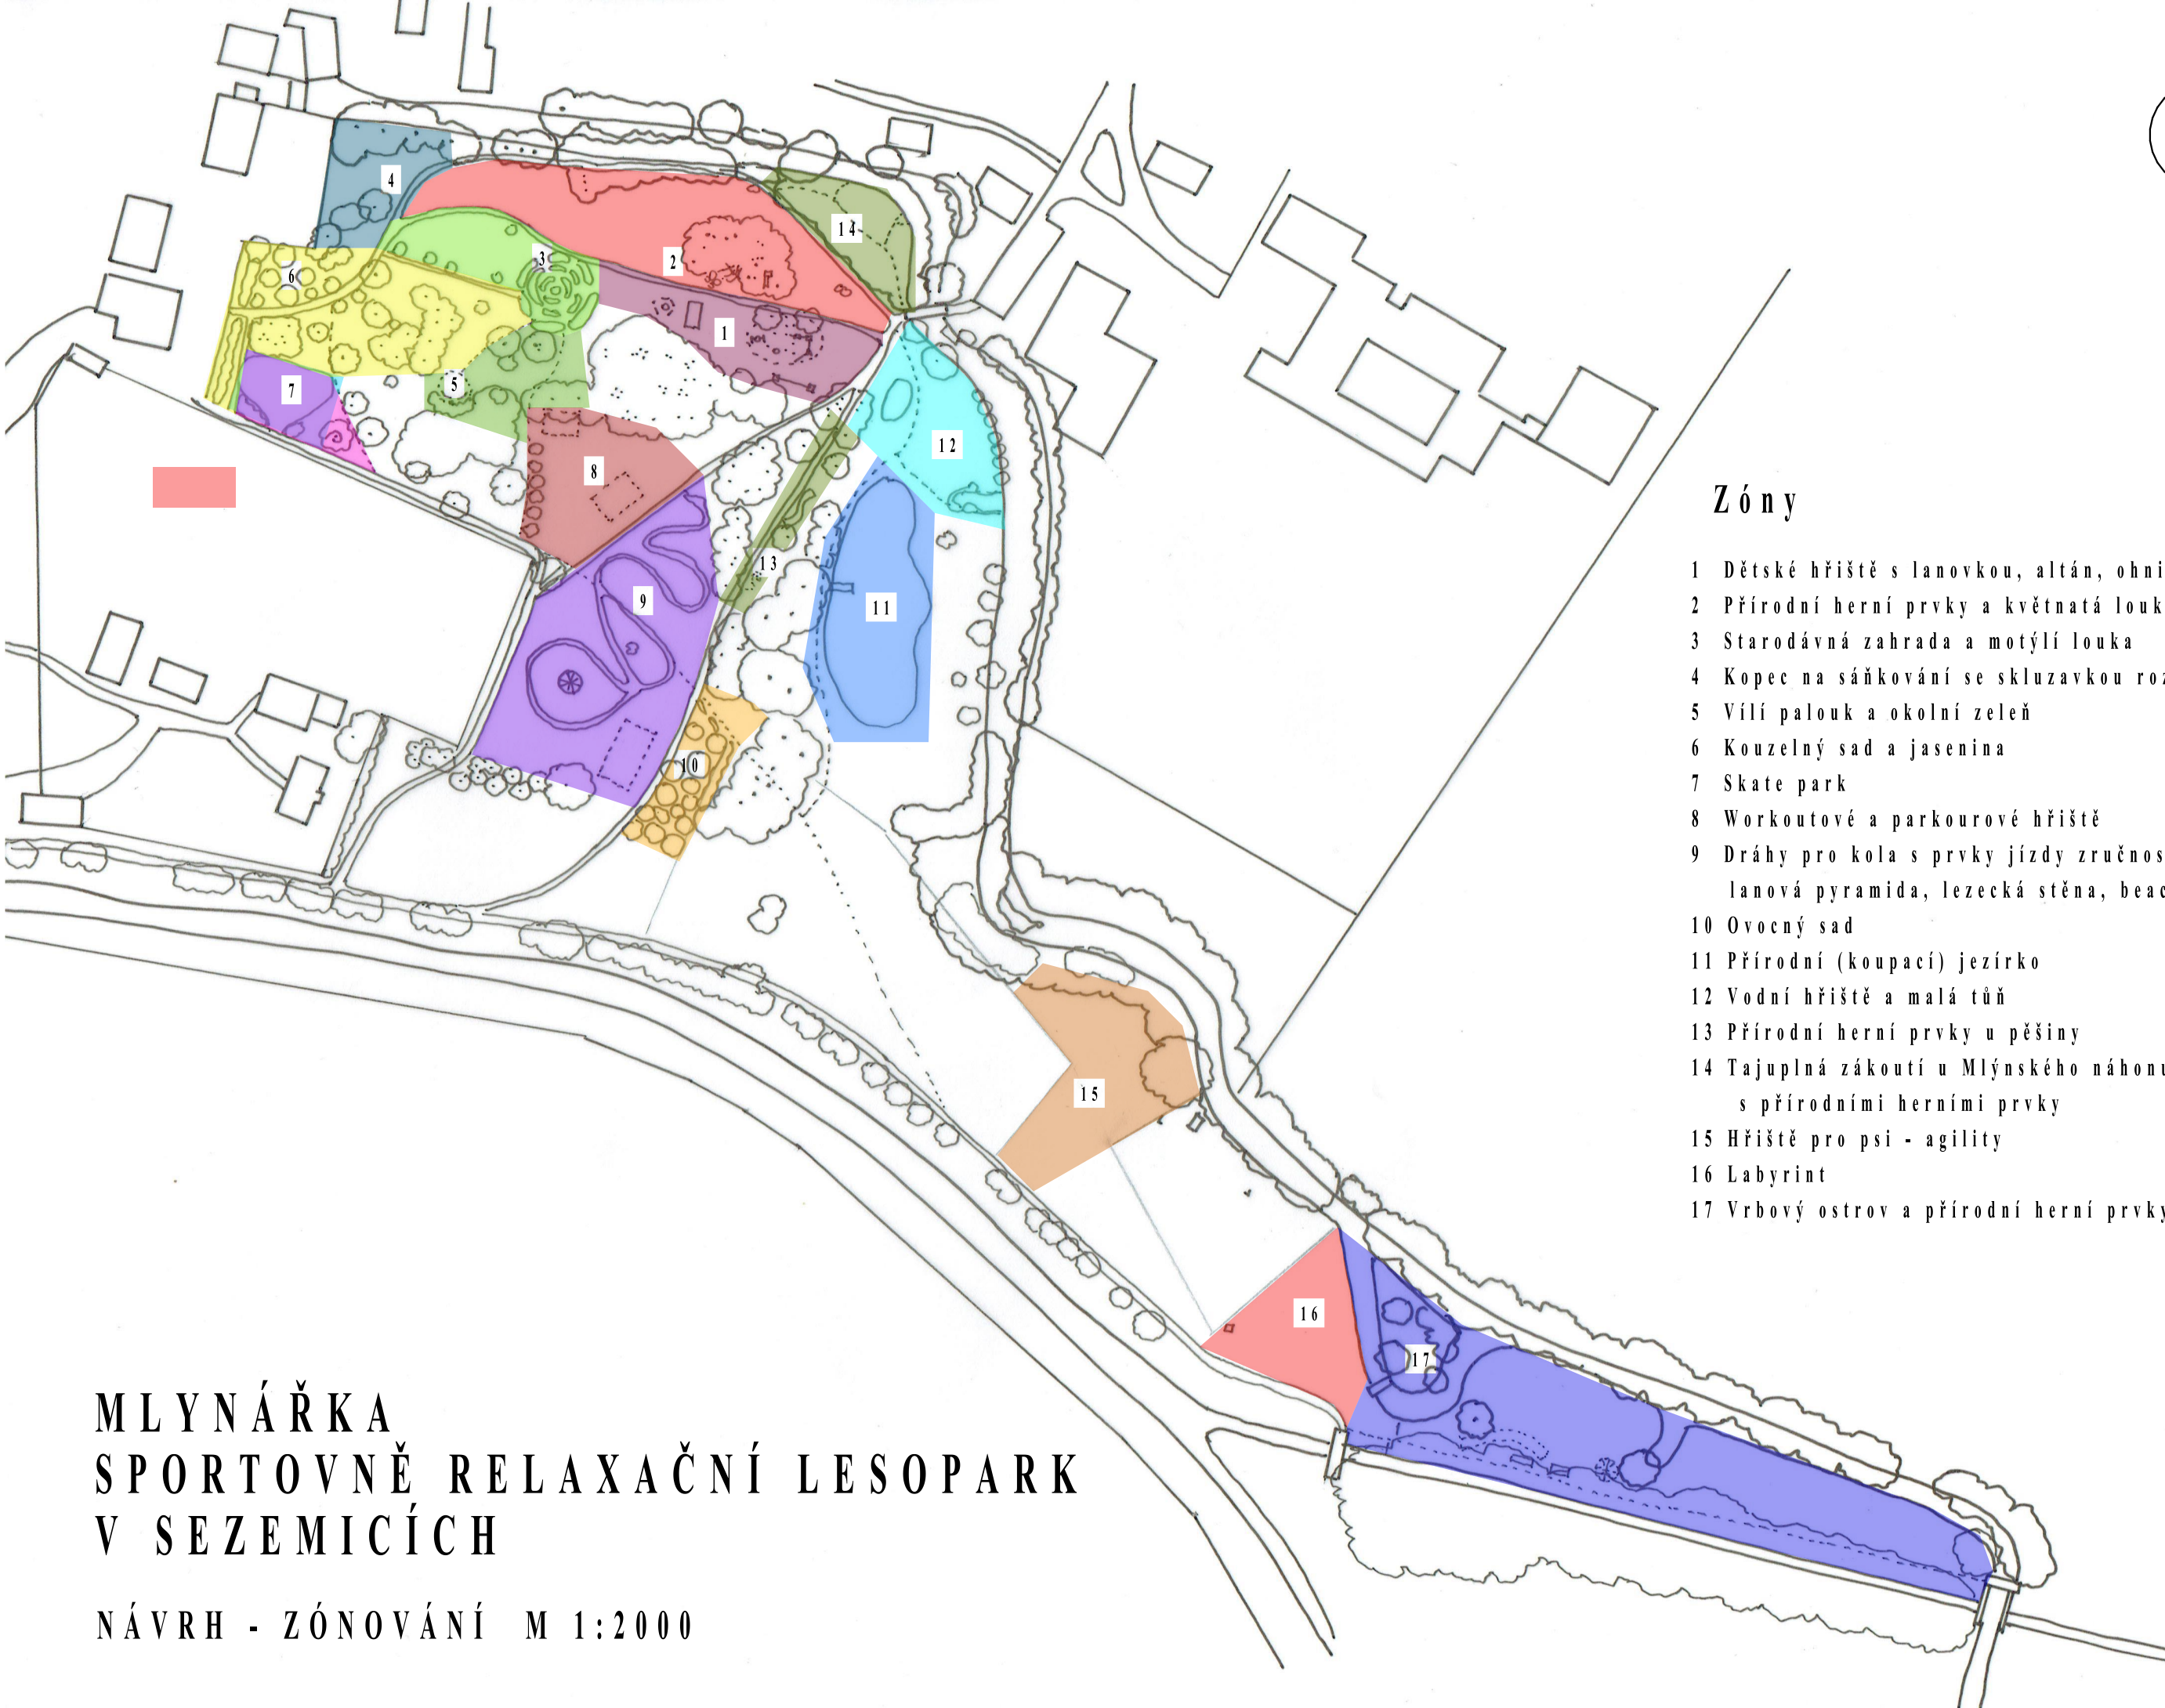 4
14
6
3
2
1
7
5
12
8
13
9
11
10
15
16
17
Zóny
1 Dětské hřiště s lanovkou, altán, ohni
2 Přírodní herní prvky a květnatá louk
3 Starodávná zahrada a motýlí louka
4 Kopec na sáňkování se skluzavkou roz
5 Vílí palouk a okolní zeleň
6 Kouzelný sad a jasenina
7 Skate park
8 Workoutové a parkourové hřiště
9 Dráhy pro kola s prvky jízdy zručnos
lanová pyramida, lezecká stěna, beac
10 Ovocný sad
11 Přírodní (koupací) jezírko
12 Vodní hřiště a malá tůň
13 Přírodní herní prvky u pěšiny
14 Tajuplná zákoutí u Mlýnského náhonu
s přírodními herními prvky
15 Hřiště pro psi - agility
16 Labyrint
17 Vrbový ostrov a přírodní herní prvky
MLYNÁŘKA
SPORTOVNĚ RELAXAČNÍ LESOPARK
V SEZEMICÍCH
NÁVRH - ZÓNOVÁNÍ M 1:2000